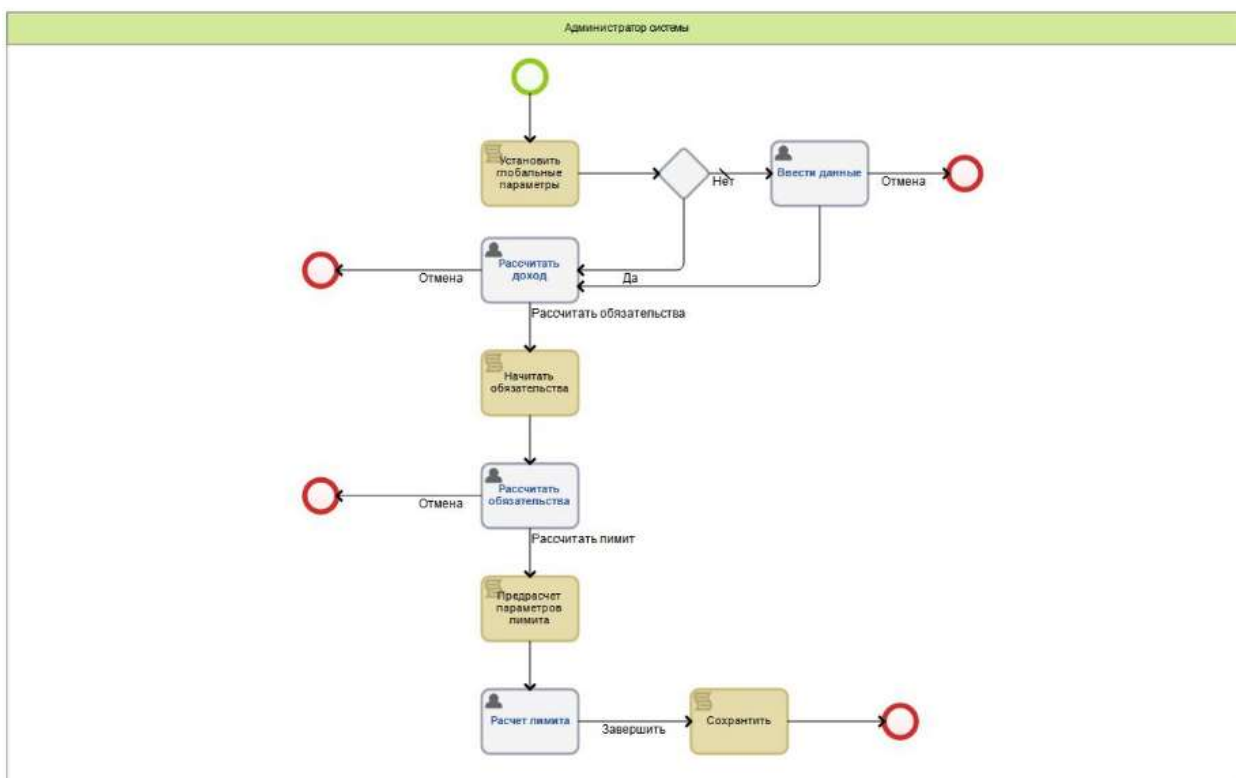 Администратор системы
Установить
глобальные
параметры
Нет
Ввести данные
Отмена
Рассчитать
доход
Отмена
Да
Рассчитать обязательства
Начитать
обязательства
Рассчитать
обязательства
Отмена
Рассчитать лимит
Предрасчет
параметров
лимита
Расчет лимита
Завершить
Сохрантить